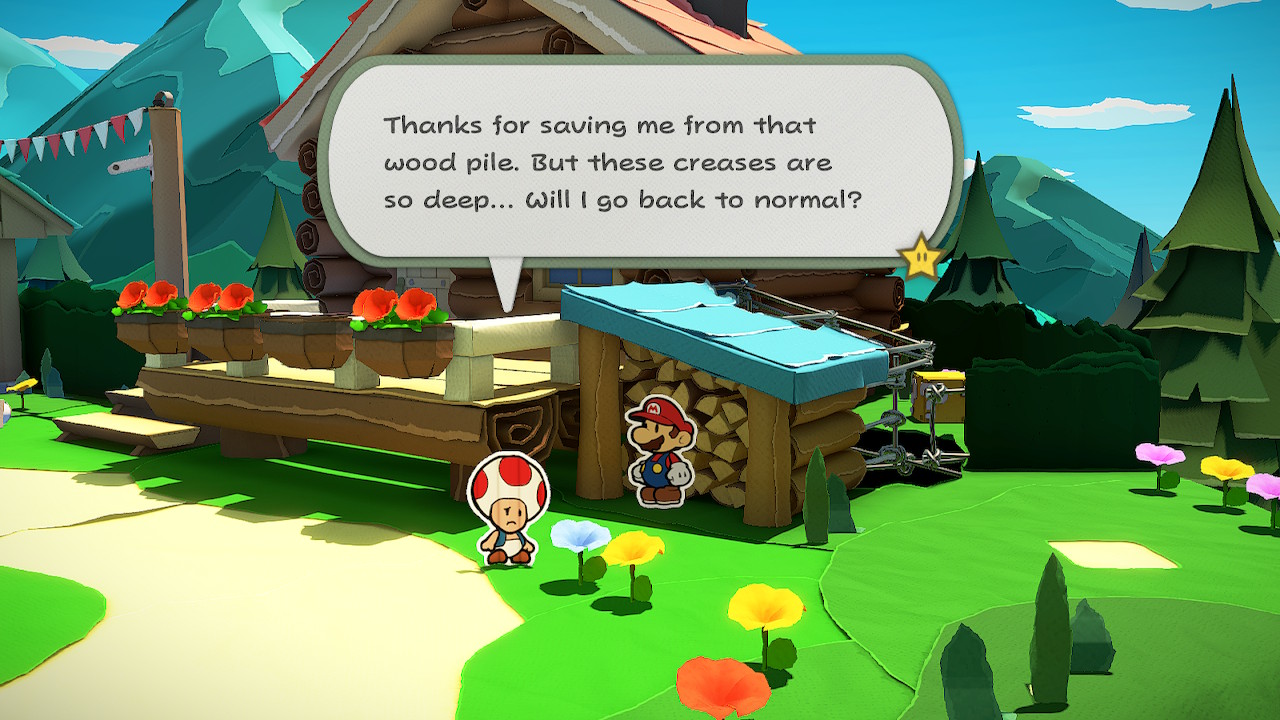 Thanks for saving me from that
wood pile. But these creases are
so deep... Will I go back to normal?
M